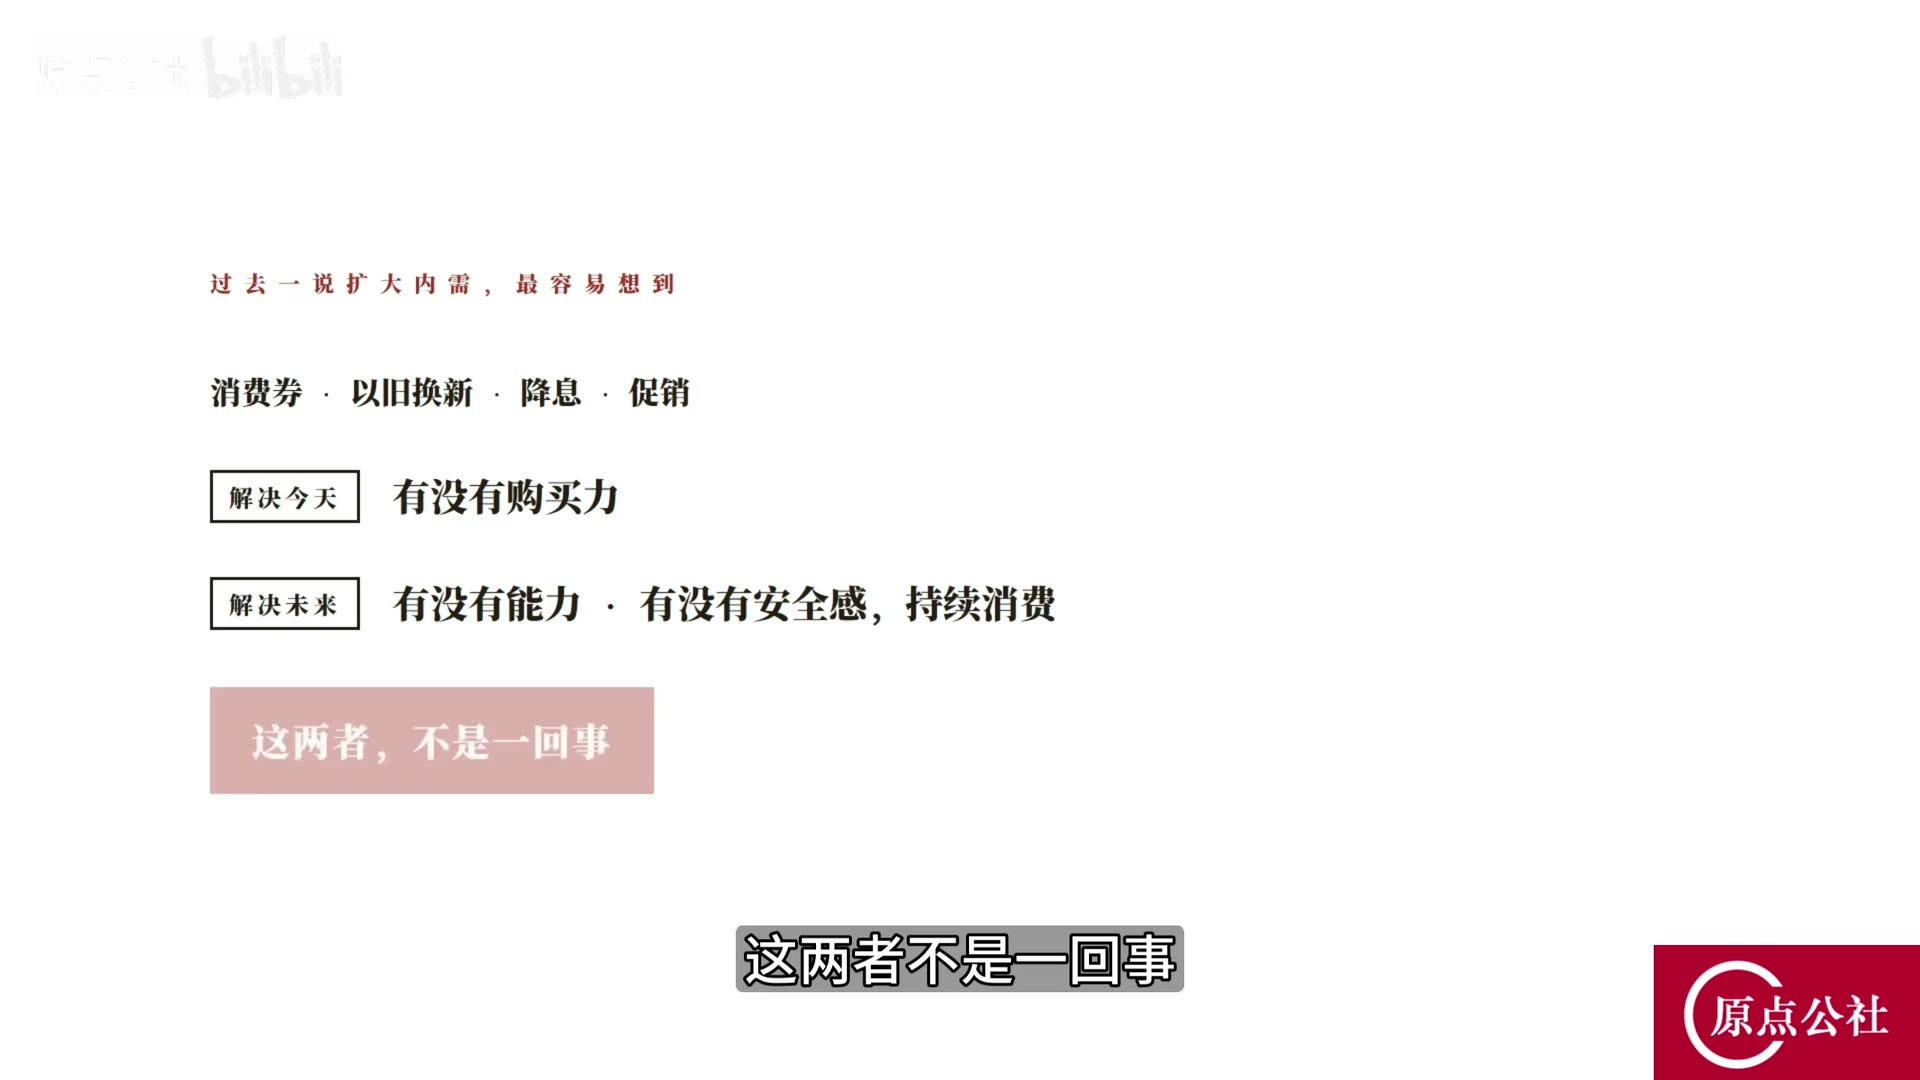 bilibili
过去一说扩大内需，最容易想到
消费券 · 以旧换新 · 降息 · 促销
解决今天 有没有购买力
解决未来 有没有能力 · 有没有安全感，持续消费
这两者，不是一回事
这两者不是一回事
原点公社